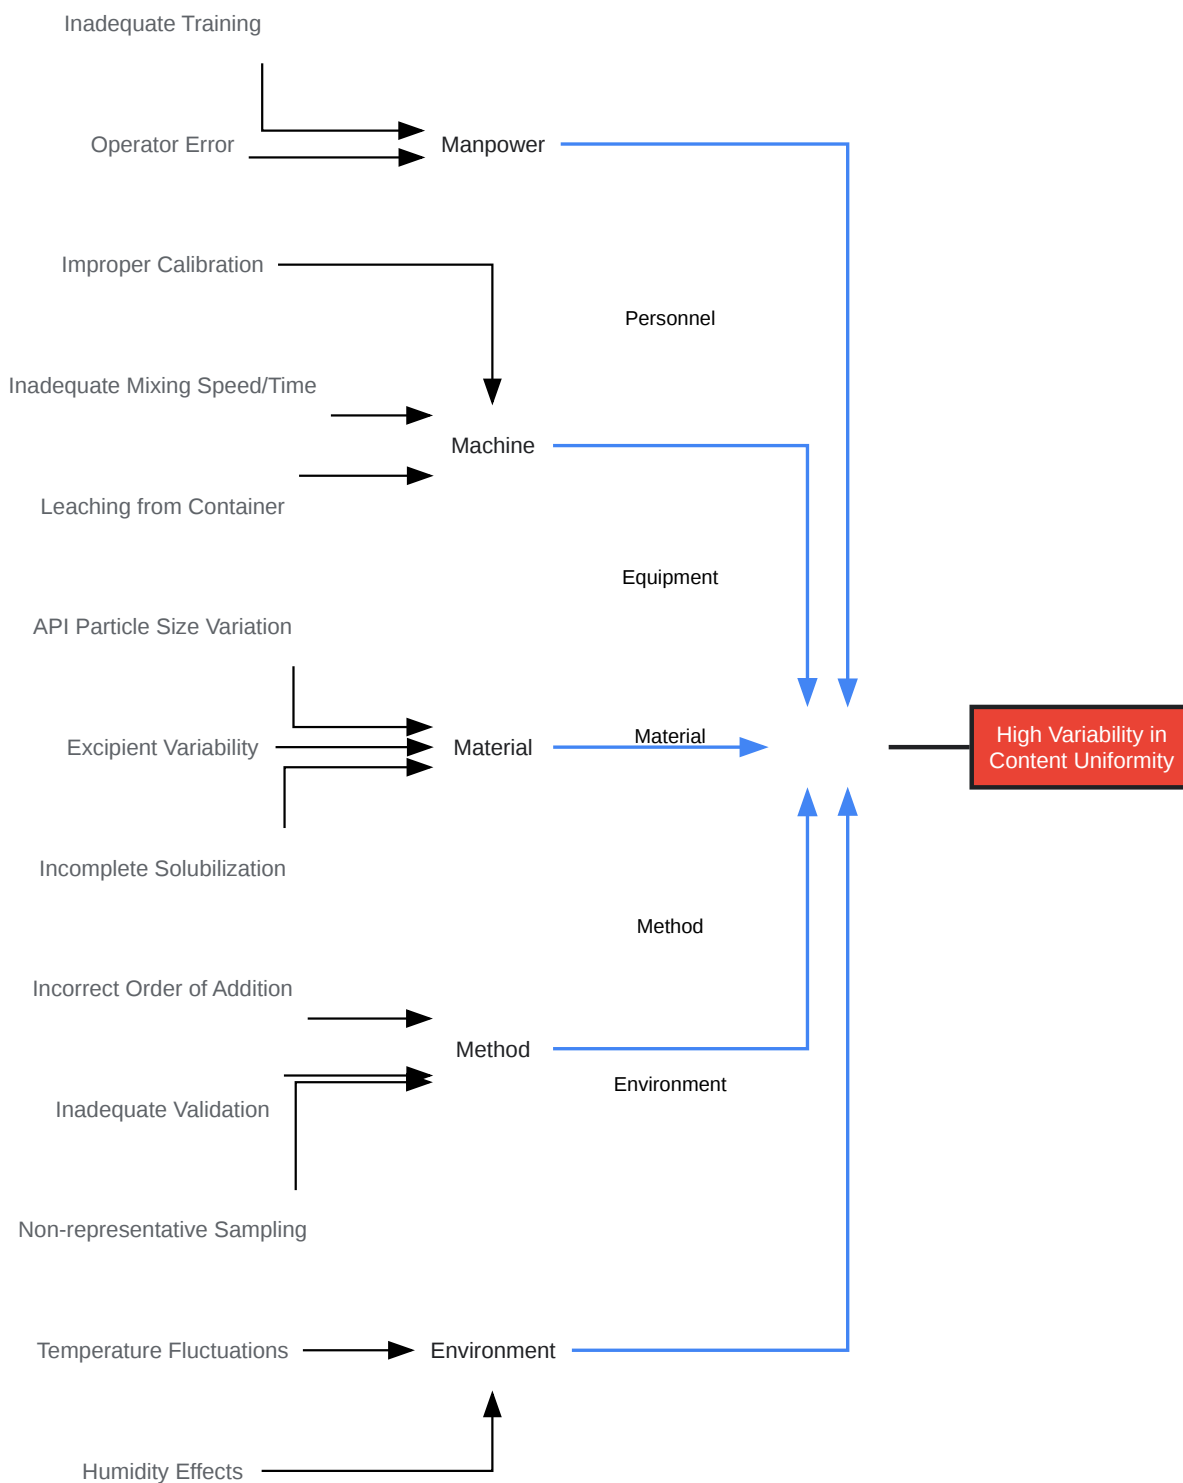 Inadequate Training
Operator Error
Manpower
Improper Calibration
Personnel
Inadequate Mixing Speed/Time
Machine
Leaching from Container
Equipment
API Particle Size Variation
Excipient Variability
Material
Material
High Variability in
Content Uniformity
Incomplete Solubilization
Method
Incorrect Order of Addition
Method
Environment
Inadequate Validation
Non-representative Sampling
Temperature Fluctuations
Environment
Humidity Effects